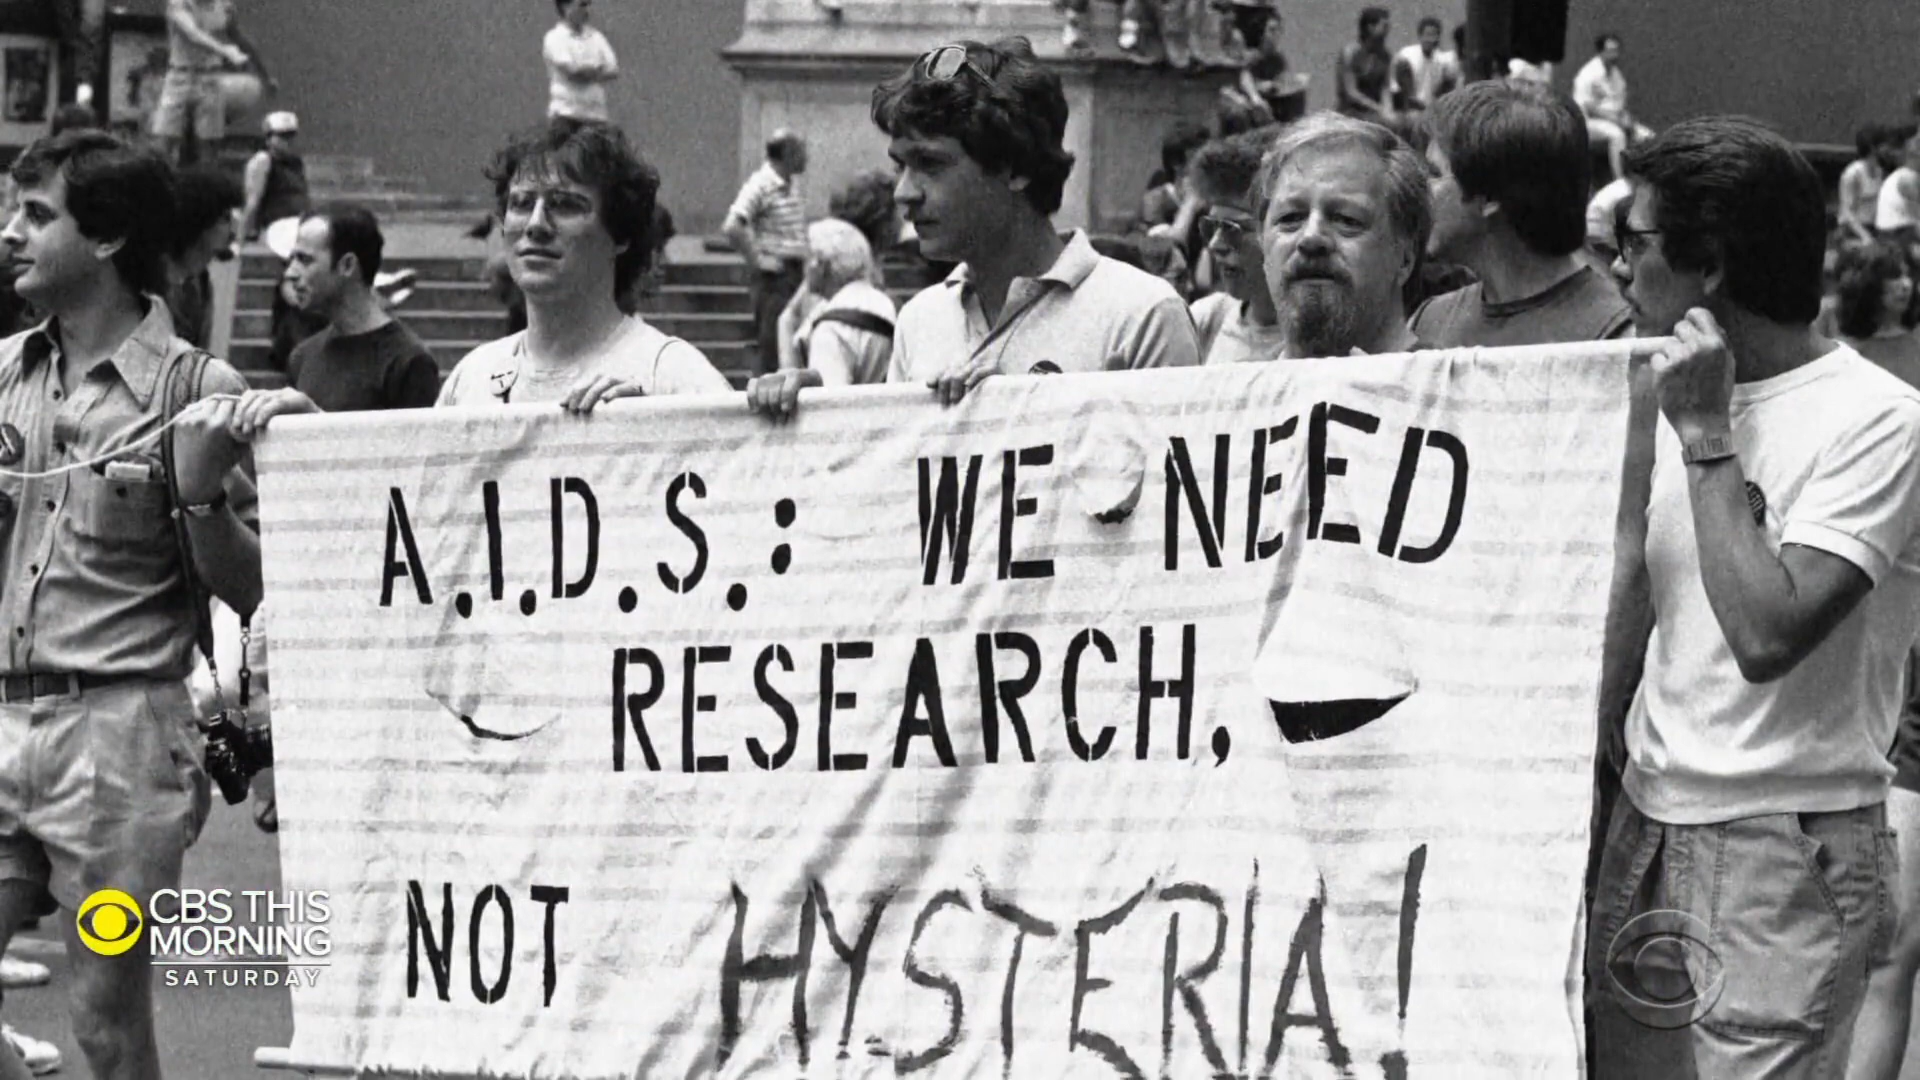 A.I.D.S.: WE NEED
RESEARCH,
NOT HYSTERIA!
CBS THIS
MORNING
SATURDAY